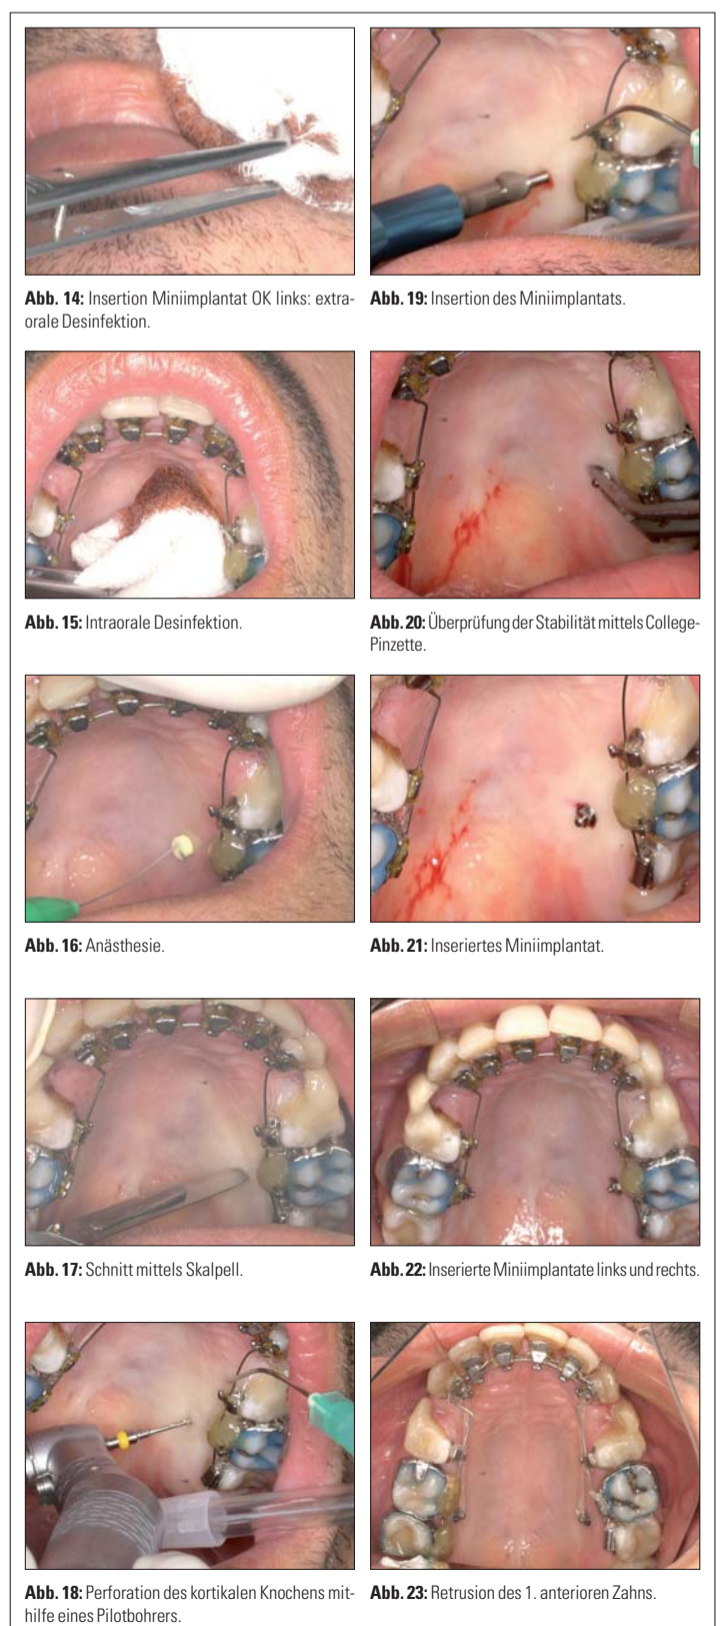 Abb. 14: Insertion Miniimplantat OK links: extra-
orale Desinfektion.
Abb. 15: Intraorale Desinfektion.
Abb. 16: Anästhesie.
Abb. 17: Schnitt mittels Skalpell.
Abb. 18: Perforation des kortikalen Knochens mit-
hilfe eines Pilotbohrers.
Abb. 19: Insertion des Miniimplantats.
Abb. 20: Überprüfung der Stabilität mittels College-
Pinzette.
Abb. 21: Inseriertes Miniimplantat.
Abb. 22: Inserierte Miniimplantate links und rechts.
Abb. 23: Retrusion des 1. anterioren Zahns.